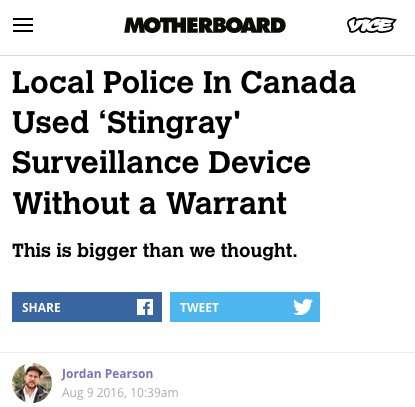 MOTHERBOARD VICE
Local Police In Canada
Used ‘Stingray'
Surveillance Device
Without a Warrant
This is bigger than we thought.
SHARE TWEET
Jordan Pearson
Aug 9 2016, 10:39am